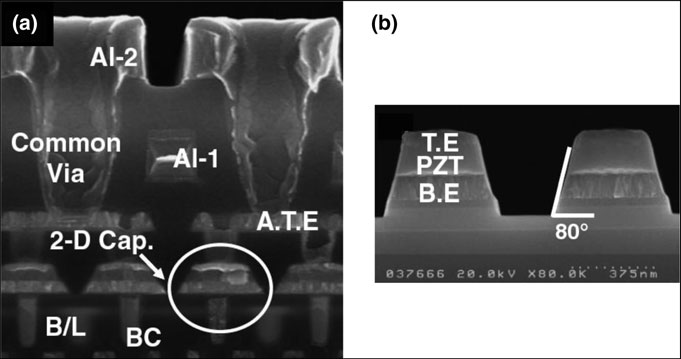 (a)
Al-2
Common
Via
Al-1
A.T.E
2-D Cap.
B/L
BC
(b)
T.E
PZT
B.E
80°
037666 20.0kV X80.0K 375nm